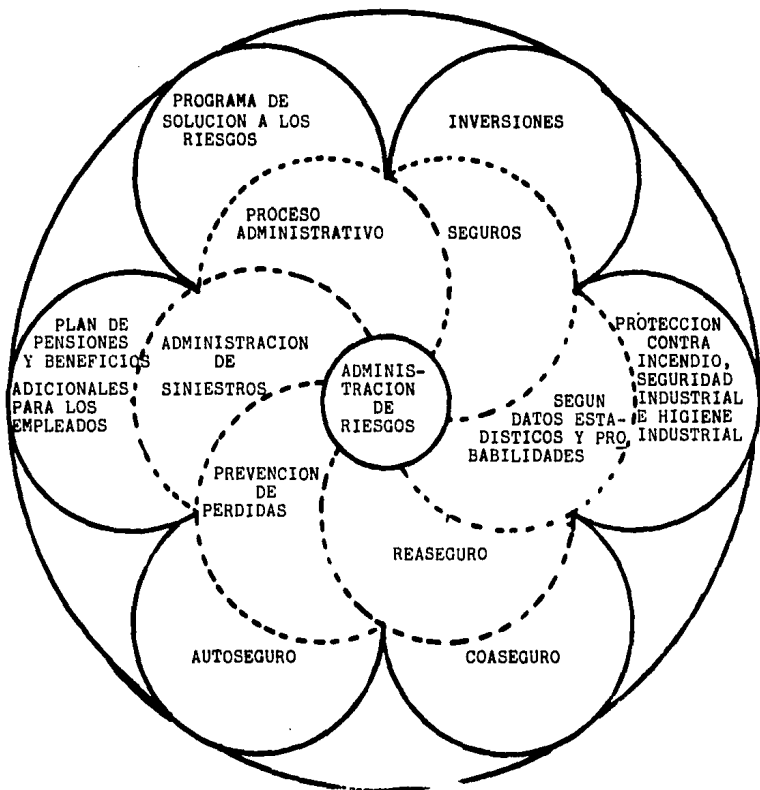 PROGRAMA DE
SOLUCION A LOS
RIESGOS
INVERSIONES
PROCESO
ADMINISTRATIVO
SEGUROS
PLAN DE
PENSIONES
Y BENEFICIOS
ADICIONALES
PARA LOS
EMPLEADOS
ADMINISTRACION
DE
SINIESTROS
ADMINIS-
TRACION
DE
RIESGOS
SEGUN
DATOS ESTA-
DISTICOS Y PRO
BABILIDADES
PROTECCION
CONTRA
INCENDIO,
SEGURIDAD
INDUSTRIAL
E HIGIENE
INDUSTRIAL
PREVENCION
DE
PERDIDAS
REASEGURO
AUTOSEGURO
COASEGURO